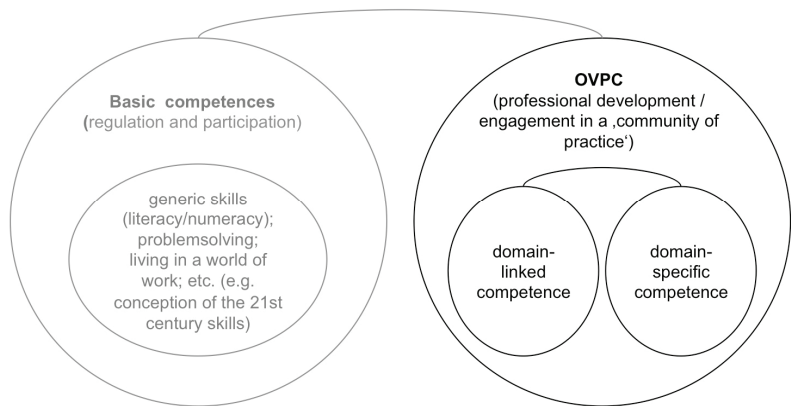 Basic competences
(regulation and participation)
generic skills
(literacy/numeracy);
problemsolving;
living in a world of
work; etc. (e.g.
conception of the 21st
century skills)
OVPC
(professional development /
engagement in a ‚community of
practice‘)
domain-
linked
competence
domain-
specific
competence